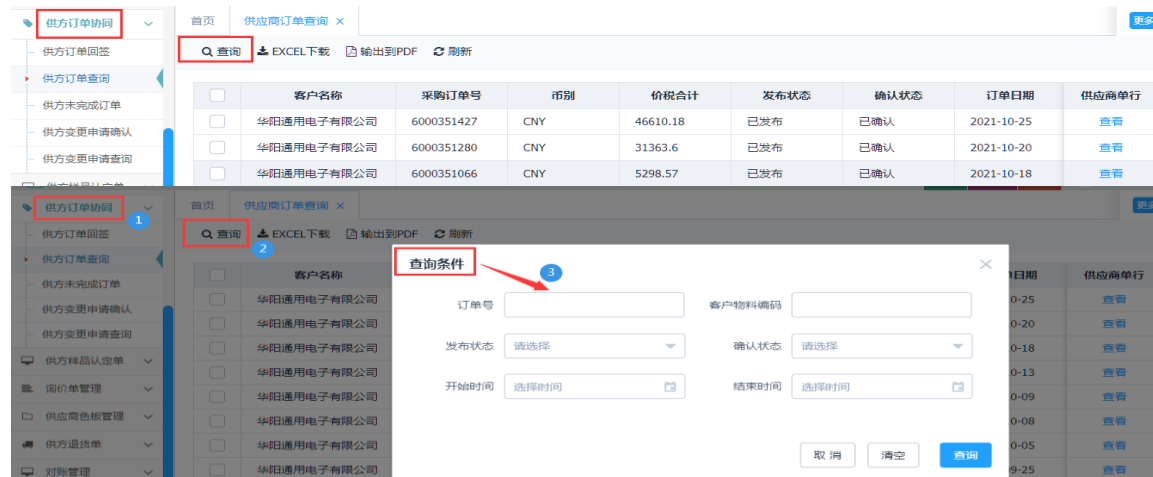 供方订单协同
首页 供应商订单查询 ×
更多
供方订单回签
查询 EXCEL下载 输出到PDF 刷新
供方订单查询
客户名称 采购订单号 币别 价税合计 发布状态 确认状态 订单日期 供应商单行
供方未完成订单
华阳通用电子有限公司 6000351427 CNY 46610.18 已发布 已确认 2021-10-25 查看
供方变更申请确认
华阳通用电子有限公司 6000351280 CNY 31363.6 已发布 已确认 2021-10-20 查看
供方变更申请查询
华阳通用电子有限公司 6000351066 CNY 5298.57 已发布 已确认 2021-10-18 查看
供方样品认定单
供方订单协同 1
首页 供应商订单查询 ×
更多
供方订单回签
查询 EXCEL下载 输出到PDF 刷新
2
供方订单查询
查询条件 3
客户名称 单日期 供应商单行
供方未完成订单
华阳通用电子有限公司 0-25 查看
订单号 客户物料编码
供方变更申请确认
华阳通用电子有限公司 0-20 查看
供方变更申请查询
华阳通用电子有限公司 0-18 查看
发布状态 请选择 确认状态 请选择
供方样品认定单
华阳通用电子有限公司 0-13 查看
询价单管理
开始时间 选择时间 结束时间 选择时间
华阳通用电子有限公司 0-09 查看
供应商色板管理
华阳通用电子有限公司 0-08 查看
供方退货单
华阳通用电子有限公司 0-05 查看
取消 清空 查询
对账管理
华阳通用电子有限公司 9-25 查看